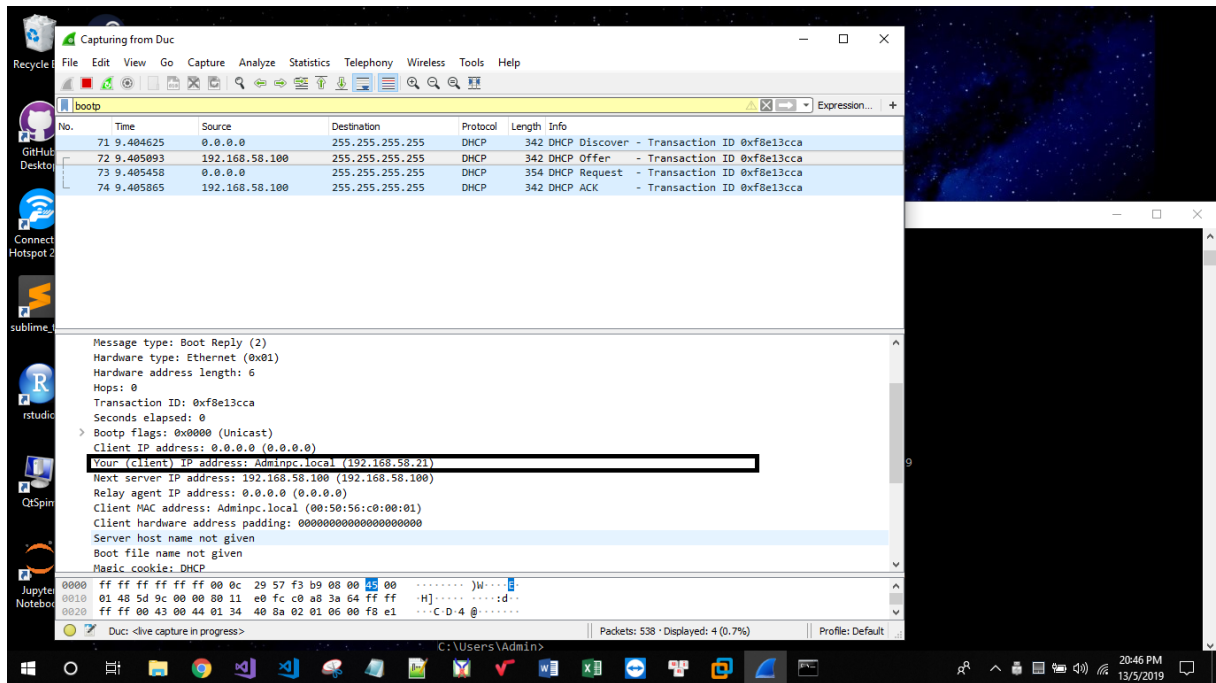 Recycle
Capturing from Duc
File Edit View Go Capture Analyze Statistics Telephony Wireless Tools Help
bootp Expression... +
No. Time Source Destination Protocol Length Info
71 9.404625 0.0.0.0 255.255.255.255 DHCP 342 DHCP Discover - Transaction ID 0xf8e13cca
72 9.405093 192.168.58.100 255.255.255.255 DHCP 342 DHCP Offer - Transaction ID 0xf8e13cca
73 9.405458 0.0.0.0 255.255.255.255 DHCP 354 DHCP Request - Transaction ID 0xf8e13cca
74 9.405865 192.168.58.100 255.255.255.255 DHCP 342 DHCP ACK - Transaction ID 0xf8e13cca
GitHub
Desktop
Connect
Hotspot 2
sublime_t
rstudio
QtSpim
Jupyter
Notebook
Message type: Boot Reply (2)
Hardware type: Ethernet (0x01)
Hardware address length: 6
Hops: 0
Transaction ID: 0xf8e13cca
Seconds elapsed: 0
> Bootp flags: 0x0000 (Unicast)
Client IP address: 0.0.0.0 (0.0.0.0)
Your (client) IP address: Adminpc.local (192.168.58.21)
Next server IP address: 192.168.58.100 (192.168.58.100)
Relay agent IP address: 0.0.0.0 (0.0.0.0)
Client MAC address: Adminpc.local (00:50:56:c0:00:01)
Client hardware address padding: 00000000000000000000
Server host name not given
Boot file name not given
Magic cookie: DHCP
0000 ff ff ff ff ff ff 00 0c 29 57 f3 b9 08 00 45 00 ········ )W····E·
0010 01 48 5d 9c 00 00 80 11 e0 fc c0 a8 3a 64 ff ff ·H]····· ····:d··
0020 ff ff 00 43 00 44 01 34 40 8a 02 01 06 00 f8 e1 ···C·D·4 @·······
Duc: <live capture in progress> Packets: 538 · Displayed: 4 (0.7%) Profile: Default
9
C:\Users\Admin>
20:46 PM
13/5/2019